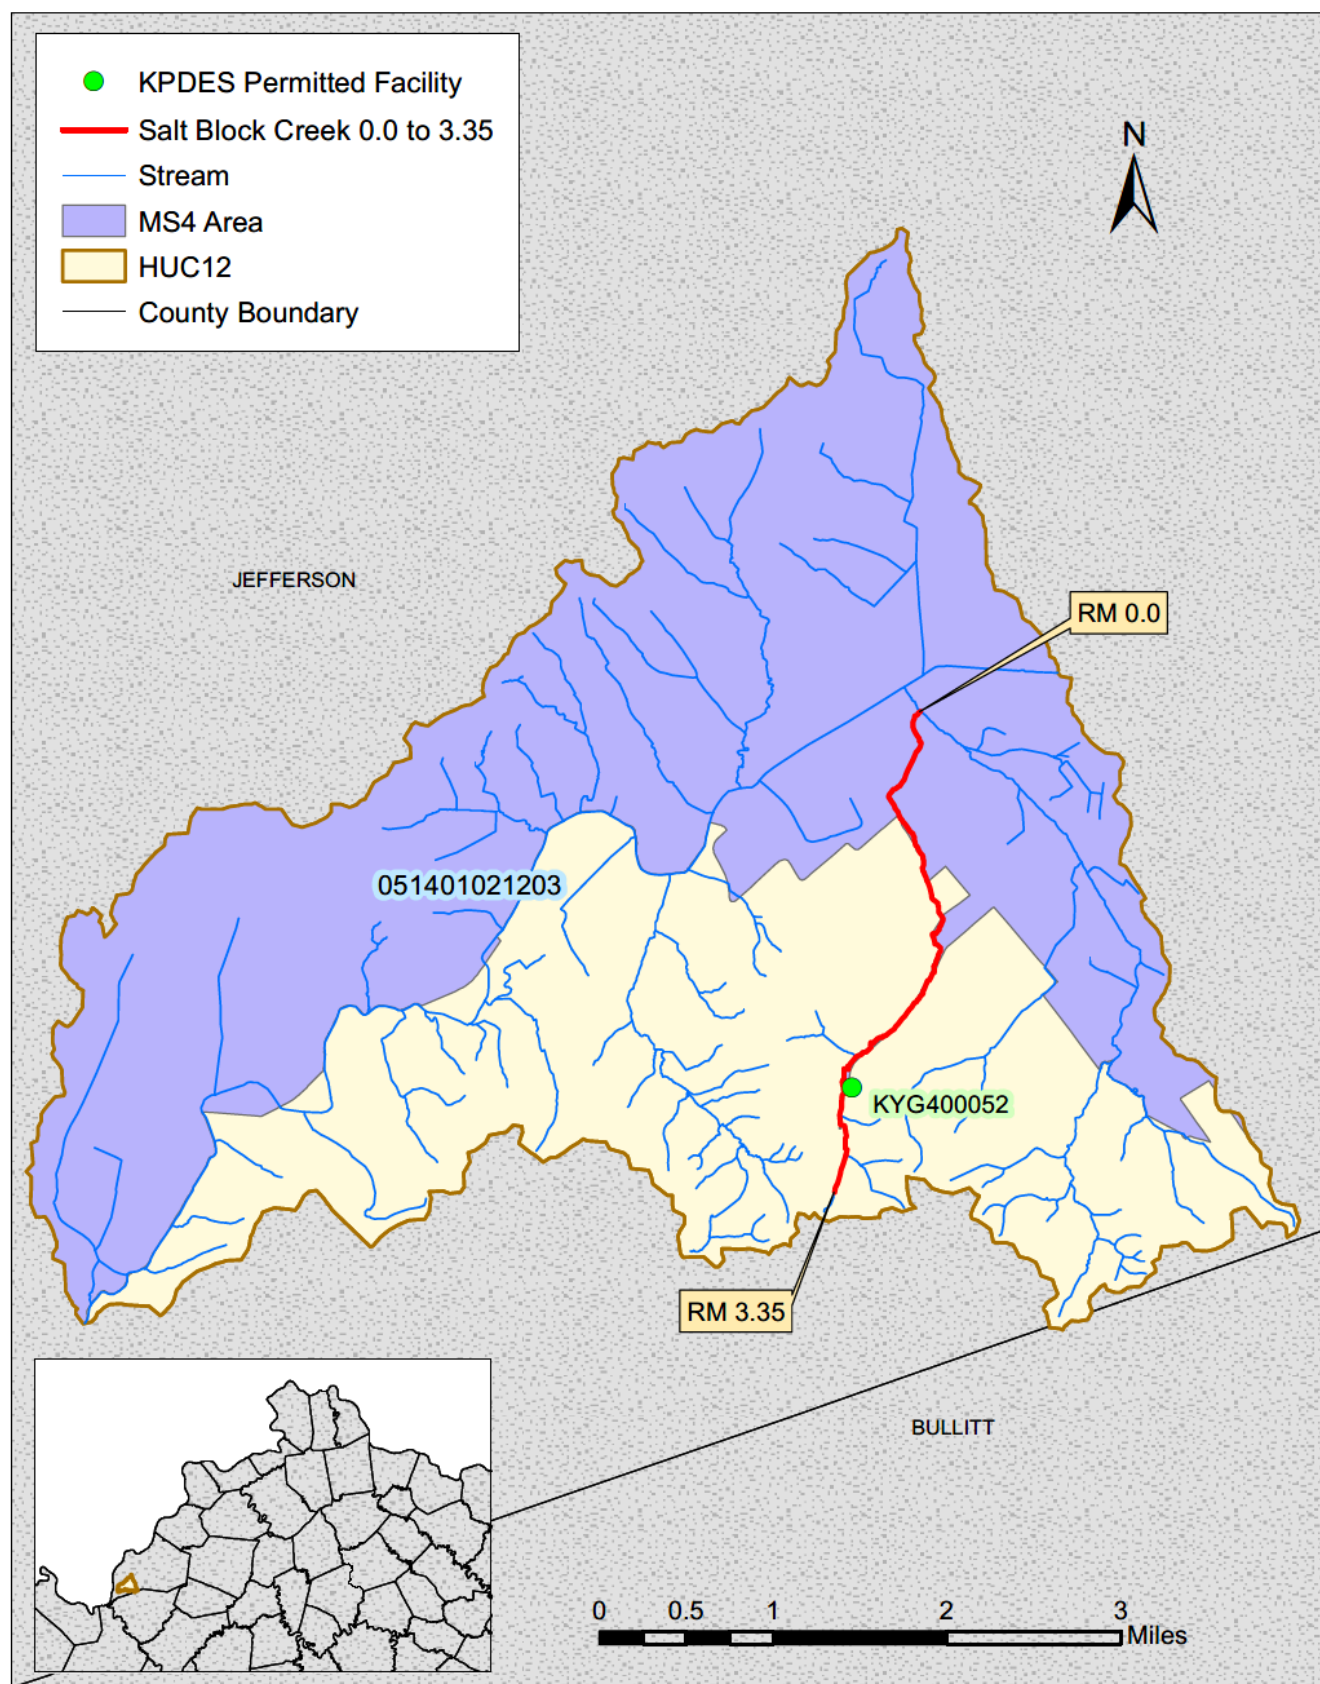 KPDES Permitted Facility
Salt Block Creek 0.0 to 3.35
Stream
MS4 Area
HUC12
County Boundary
N
JEFFERSON
RM 0.0
051401021203
KYG400052
RM 3.35
BULLITT
0 0.5 1 2 3
Miles